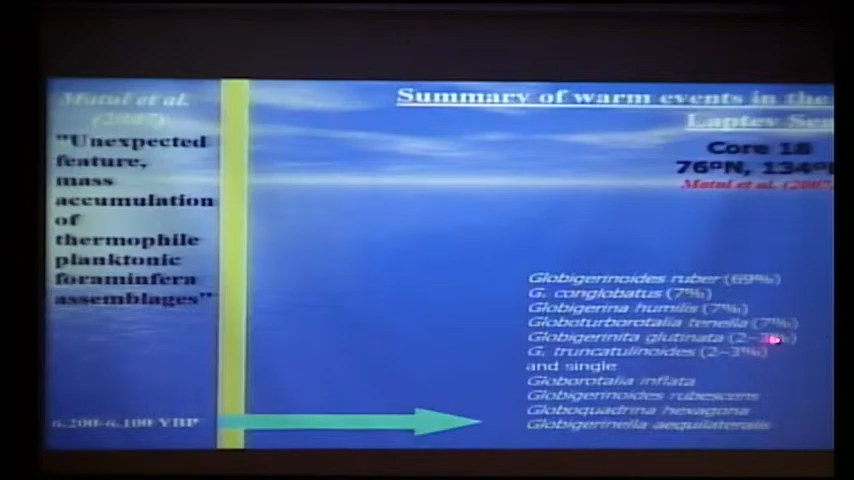 Matul et al.
(2007)
"Unexpected
feature,
mass
accumulation
of
thermophile
planktonic
foraminfera
assemblages"
6.200-6.100 YBP
Summary of warm events in the
Laptev Sea
Core 18
76ºN, 134º
Matul et al. (2007
Globigerinoides ruber (69%)
G. conglobatus (7%)
Globigerina humilis (7%)
Globoturborotalia tenella (7%)
Globigerinita glutinata (2-3%)
G. truncatulinoides (2-3%)
and single
Globorotalia inflata
Globigerinoides rubescens
Globoquadrina hexagona
Globigerinella aequilateralis